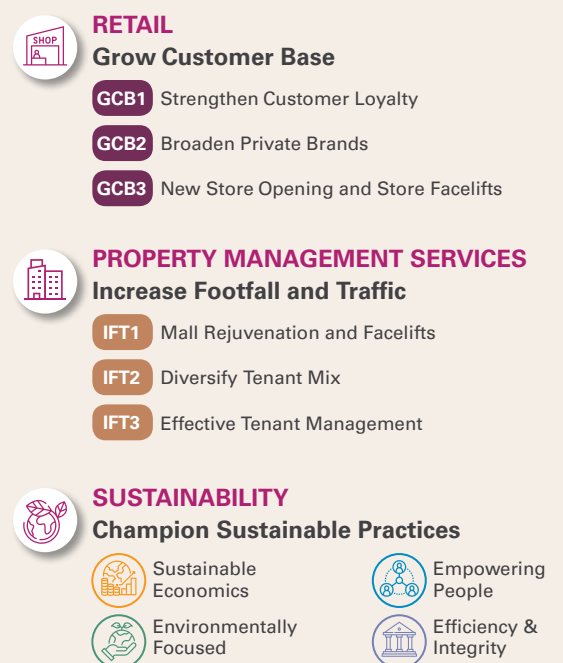 SHOP
RETAIL
Grow Customer Base
GCB1 Strengthen Customer Loyalty
GCB2 Broaden Private Brands
GCB3 New Store Opening and Store Facelifts
PROPERTY MANAGEMENT SERVICES
Increase Footfall and Traffic
IFT1 Mall Rejuvenation and Facelifts
IFT2 Diversify Tenant Mix
IFT3 Effective Tenant Management
SUSTAINABILITY
Champion Sustainable Practices
Sustainable
Economics
Empowering
People
Environmentally
Focused
Efficiency &
Integrity